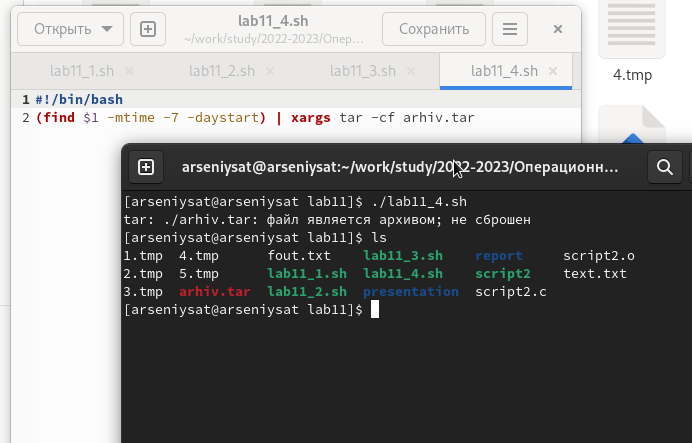 Открыть
lab11_4.sh
~/work/study/2022-2023/Опер...
Сохранить
lab11_1.sh
lab11_2.sh
lab11_3.sh
lab11_4.sh
1 #!/bin/bash
2 (find $1 -mtime -7 -daystart) | xargs tar -cf arhiv.tar
4.tmp
arseniysat@arseniysat:~/work/study/2022-2023/Операционн...
[arseniysat@arseniysat lab11]$ ./lab11_4.sh
tar: ./arhiv.tar: файл является архивом; не сброшен
[arseniysat@arseniysat lab11]$ ls
1.tmp 4.tmp fout.txt lab11_3.sh report script2.o
2.tmp 5.tmp lab11_1.sh lab11_4.sh script2 text.txt
3.tmp arhiv.tar lab11_2.sh presentation script2.c
[arseniysat@arseniysat lab11]$